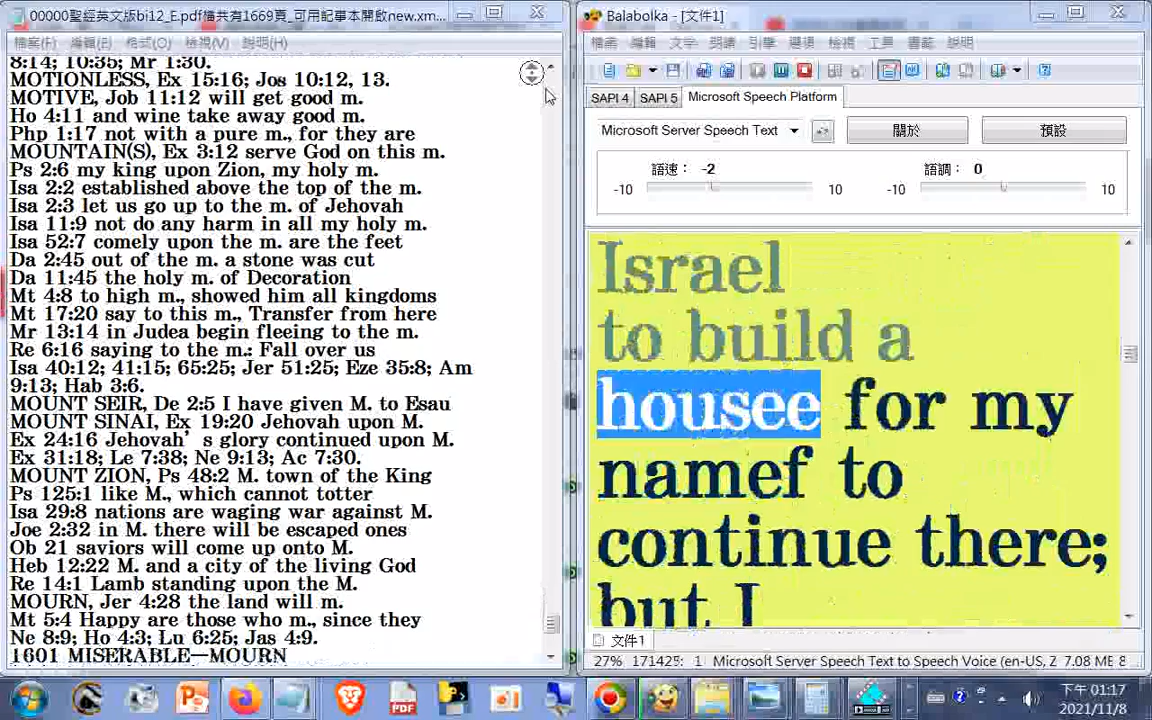 00000聖經英文版bi12_E.pdf檔共有1669頁_可用記事本開啟new.xm...
檔案(F) 編輯(E) 格式(O) 檢視(V) 說明(H)
8:14; 10:35; Mr 1:30.
MOTIONLESS, Ex 15:16; Jos 10:12, 13.
MOTIVE, Job 11:12 will get good m.
Ho 4:11 and wine take away good m.
Php 1:17 not with a pure m., for they are
MOUNTAIN(S), Ex 3:12 serve God on this m.
Ps 2:6 my king upon Zion, my holy m.
Isa 2:2 established above the top of the m.
Isa 2:3 let us go up to the m. of Jehovah
Isa 11:9 not do any harm in all my holy m.
Isa 52:7 comely upon the m. are the feet
Da 2:45 out of the m. a stone was cut
Da 11:45 the holy m. of Decoration
Mt 4:8 to high m., showed him all kingdoms
Mt 17:20 say to this m., Transfer from here
Mr 13:14 in Judea begin fleeing to the m.
Re 6:16 saying to the m.: Fall over us
Isa 40:12; 41:15; 65:25; Jer 51:25; Eze 35:8; Am
9:13; Hab 3:6.
MOUNT SEIR, De 2:5 I have given M. to Esau
MOUNT SINAI, Ex 19:20 Jehovah upon M.
Ex 24:16 Jehovah’s glory continued upon M.
Ex 31:18; Le 7:38; Ne 9:13; Ac 7:30.
MOUNT ZION, Ps 48:2 M. town of the King
Ps 125:1 like M., which cannot totter
Isa 29:8 nations are waging war against M.
Joe 2:32 in M. there will be escaped ones
Ob 21 saviors will come up onto M.
Heb 12:22 M. and a city of the living God
Re 14:1 Lamb standing upon the M.
MOURN, Jer 4:28 the land will m.
Mt 5:4 Happy are those who m., since they
Ne 8:9; Ho 4:3; Lu 6:25; Jas 4:9.
1601 MISERABLE—MOURN
Balabolka - [文件1]
檔案 編輯 文字 朗讀 引擎 選項 檢視 工具 書籤 說明
SAPI 4 SAPI 5 Microsoft Speech Platform
Microsoft Server Speech Text 關於 預設
語速： -2 語調： 0
-10 10 -10 10
Israel
to build a
housee for my
namef to
continue there;
but I
文件1
27% 171425: 1 Microsoft Server Speech Text to Speech Voice (en-US, Z 7.08 MB 8
下午 01:17
2021/11/8